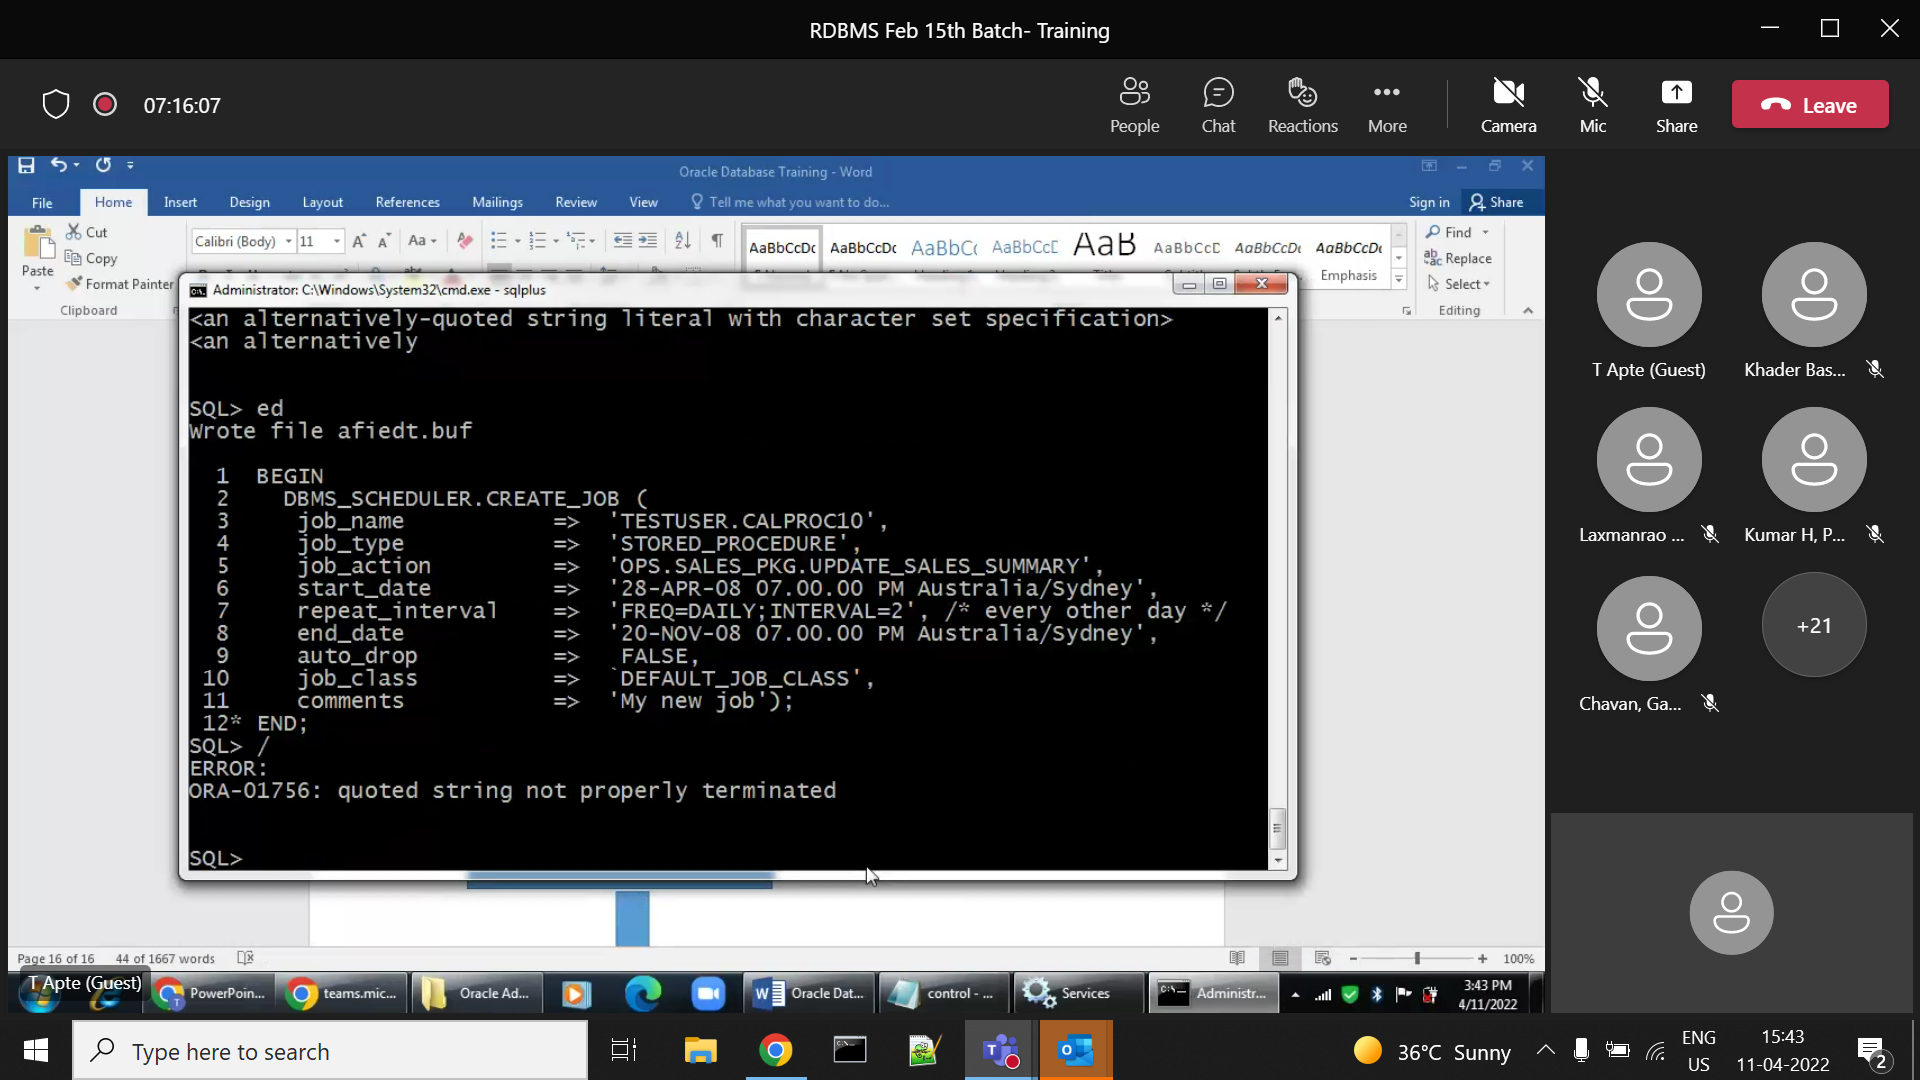 RDBMS Feb 15th Batch- Training
07:16:07
People
Chat
Reactions
More
Camera
Mic
Share
Leave
Oracle Database Training - Word
File
Home
Insert
Design
Layout
References
Mailings
Review
View
Tell me what you want to do...
Sign in
Share
Paste
Cut
Copy
Format Painter
Clipboard
Calibri (Body)
11
Aa
AaBbCcDc
AaBbCcDc
AaBbCc
AaBbCcD
AaB
AaBbCcD
AaBbCcDc
AaBbCcDc
Emphasis
Find
Replace
Select
Editing
Administrator: C:\Windows\System32\cmd.exe - sqlplus
<an alternatively-quoted string literal with character set specification>
<an alternatively
SQL> ed
Wrote file afiedt.buf
1 BEGIN
2 DBMS_SCHEDULER.CREATE_JOB (
3 job_name => 'TESTUSER.CALPROC10',
4 job_type => 'STORED_PROCEDURE',
5 job_action => 'OPS.SALES_PKG.UPDATE_SALES_SUMMARY',
6 start_date => '28-APR-08 07.00.00 PM Australia/Sydney',
7 repeat_interval => 'FREQ=DAILY;INTERVAL=2', /* every other day */
8 end_date => '20-NOV-08 07.00.00 PM Australia/Sydney',
9 auto_drop => FALSE,
10 job_class => `DEFAULT_JOB_CLASS',
11 comments => 'My new job');
12* END;
SQL> /
ERROR:
ORA-01756: quoted string not properly terminated
SQL>
Page 16 of 16
44 of 1667 words
100%
T Apte (Guest)
PowerPoin...
teams.mic...
Oracle Ad...
Oracle Dat...
control - ...
Services
Administr...
3:43 PM
4/11/2022
T Apte (Guest)
Khader Bas...
Laxmanrao ...
Kumar H, P...
Chavan, Ga...
+21
Type here to search
36°C Sunny
ENG
US
15:43
11-04-2022
2